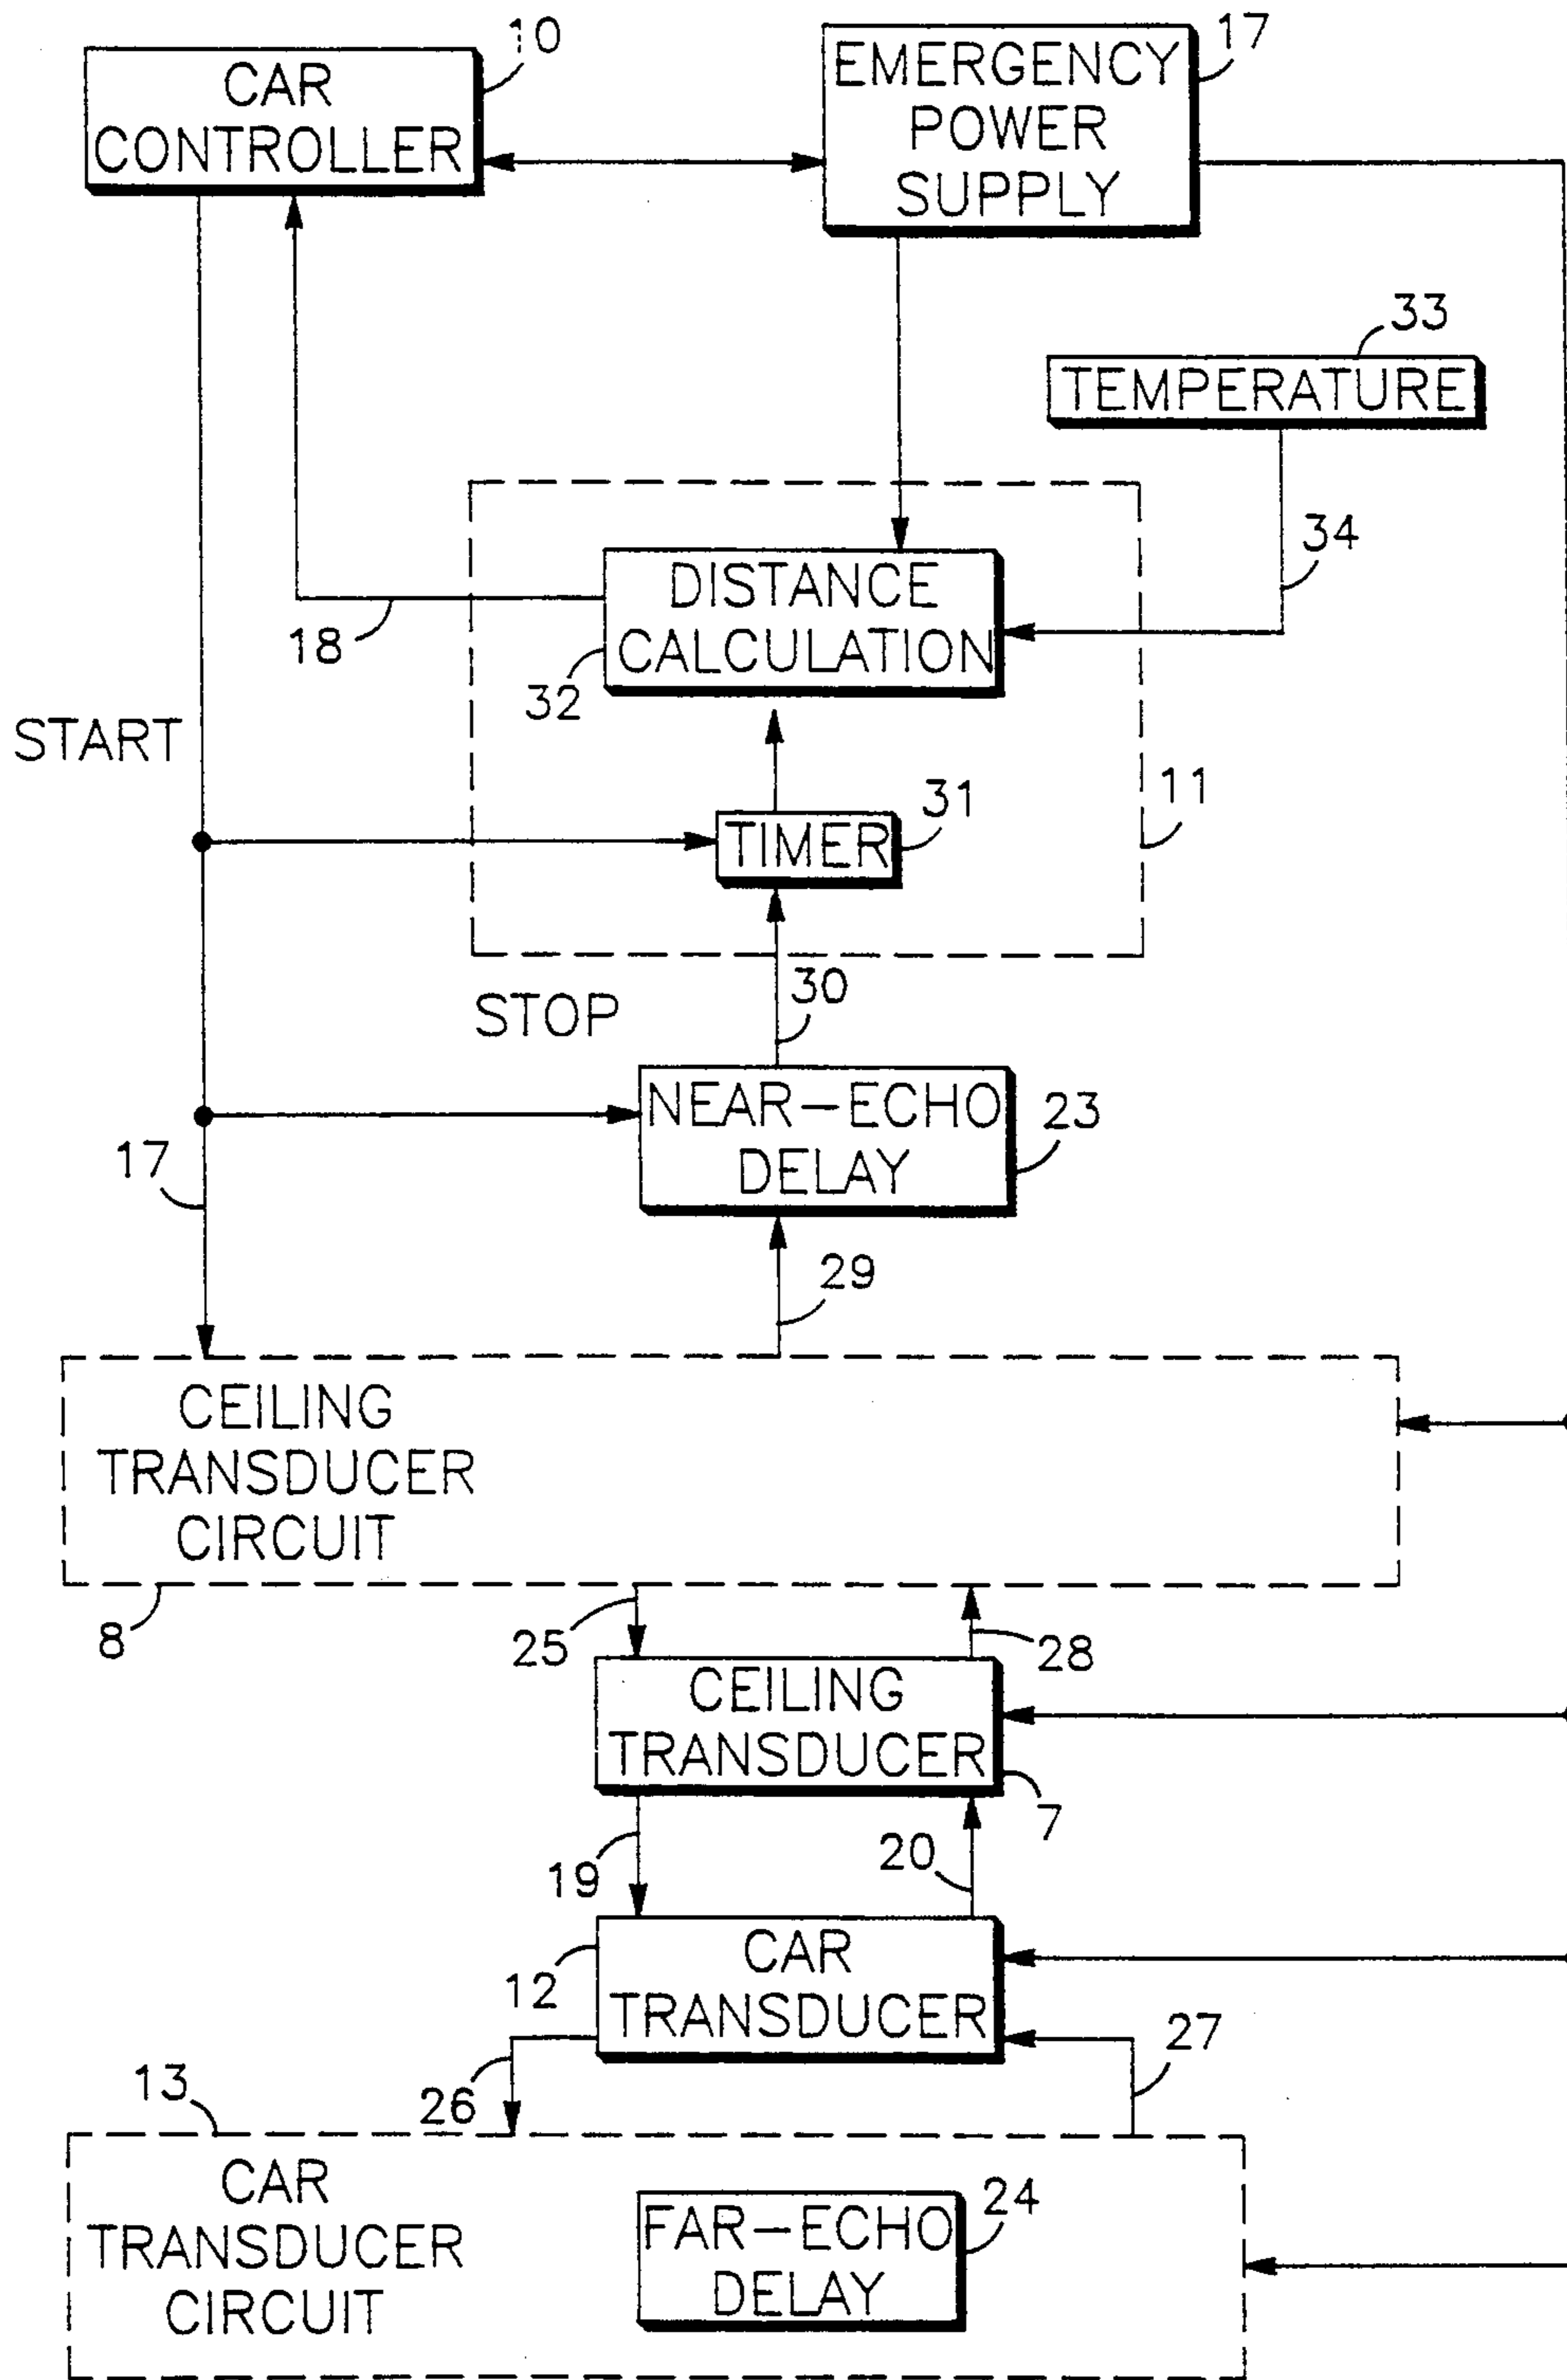 10
CAR
CONTROLLER
17
EMERGENCY
POWER
SUPPLY
33
TEMPERATURE
34
DISTANCE
CALCULATION
18
32
START
31
TIMER
11
30
STOP
NEAR-ECHO
DELAY
23
17
29
CEILING
TRANSDUCER
CIRCUIT
8
25
28
CEILING
TRANSDUCER
7
19
20
CAR
TRANSDUCER
12
27
26
13
CAR
TRANSDUCER
CIRCUIT
24
FAR-ECHO
DELAY